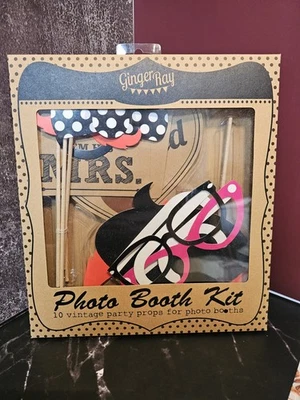 Ginger Ray
d
MRS.
Photo Booth Kit
10 vintage party props for photo booths